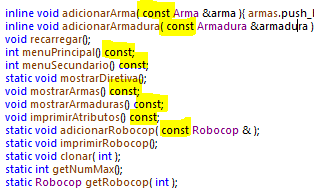 inline void adicionarArma( const Arma &arma ){ armas.push_
inline void adicionarArmadura( const Armadura &armadura )
void recarregar();
int menuPrincipal() const;
int menuSecundario() const;
static void mostrarDiretiva();
void mostrarArmas() const;
void mostrarArmaduras() const;
void imprimirAtributos() const;
static void adicionarRobocop( const Robocop & );
static void imprimirRobocop();
static void clonar( int );
static int getNumMax();
static Robocop getRobocop( int );